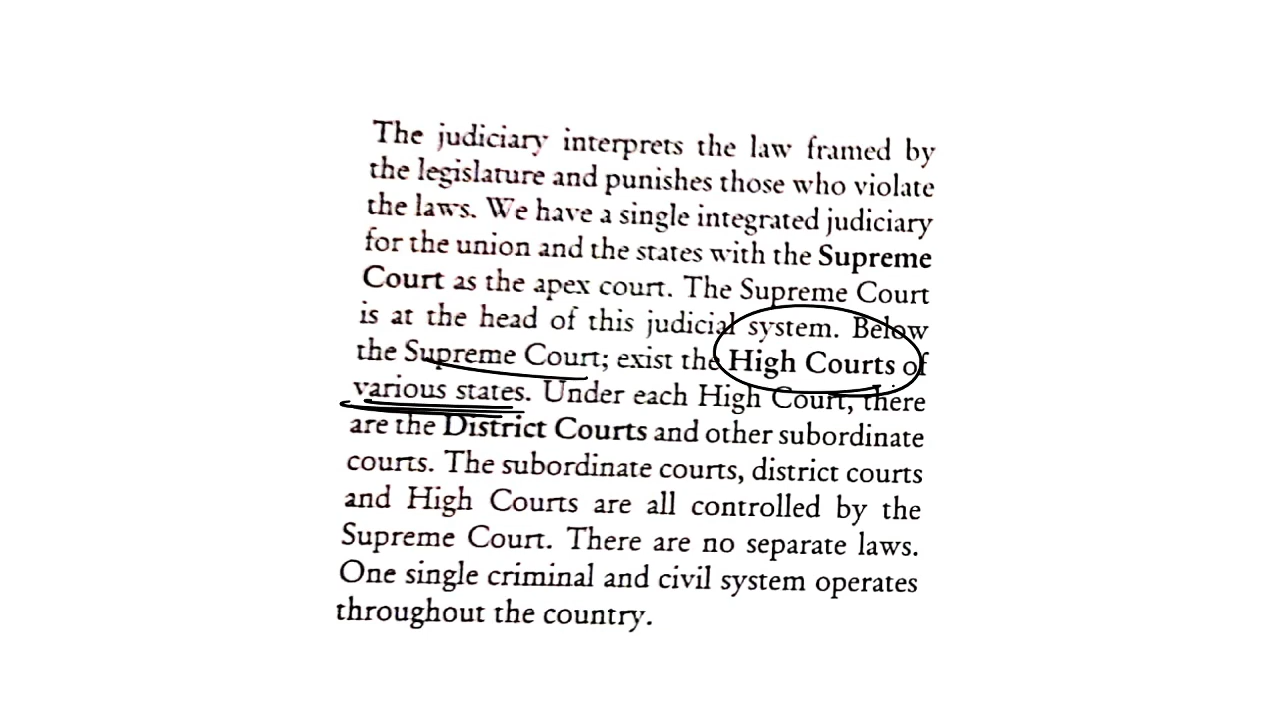 The judiciary interprets the law framed by
the legislature and punishes those who violate
the laws. We have a single integrated judiciary
for the union and the states with the Supreme
Court as the apex court. The Supreme Court
is at the head of this judicial system. Below
the Supreme Court; exist the High Courts of
various states. Under each High Court, there
are the District Courts and other subordinate
courts. The subordinate courts, district courts
and High Courts are all controlled by the
Supreme Court. There are no separate laws.
One single criminal and civil system operates
throughout the country.